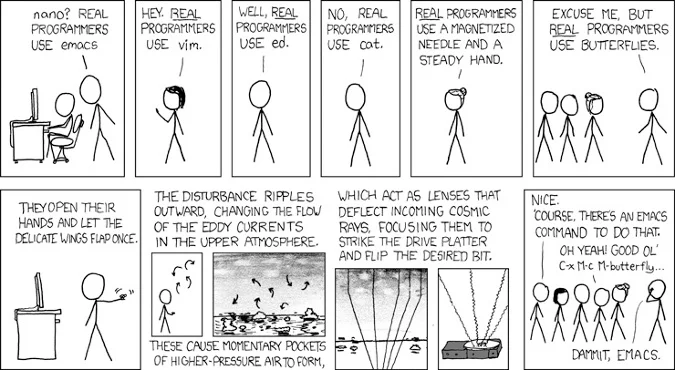 nano? REAL
PROGRAMMERS
USE emacs
HEY. REAL
PROGRAMMERS
USE vim.
WELL, REAL
PROGRAMMERS
USE ed.
NO, REAL
PROGRAMMERS
USE cat.
REAL PROGRAMMERS
USE A MAGNETIZED
NEEDLE AND A
STEADY HAND.
EXCUSE ME, BUT
REAL PROGRAMMERS
USE BUTTERFLIES.
THEY OPEN THEIR
HANDS AND LET THE
DELICATE WINGS FLAP ONCE.
THE DISTURBANCE RIPPLES
OUTWARD, CHANGING THE FLOW
OF THE EDDY CURRENTS
IN THE UPPER ATMOSPHERE.
THESE CAUSE MOMENTARY POCKETS
OF HIGHER-PRESSURE AIR TO FORM,
WHICH ACT AS LENSES THAT
DEFLECT INCOMING COSMIC
RAYS, FOCUSING THEM TO
STRIKE THE DRIVE PLATTER
AND FLIP THE DESIRED BIT.
NICE.
'COURSE, THERE'S AN EMACS
COMMAND TO DO THAT.
OH YEAH! GOOD OL'
C-x M-c M-butterfly...
DAMMIT, EMACS.